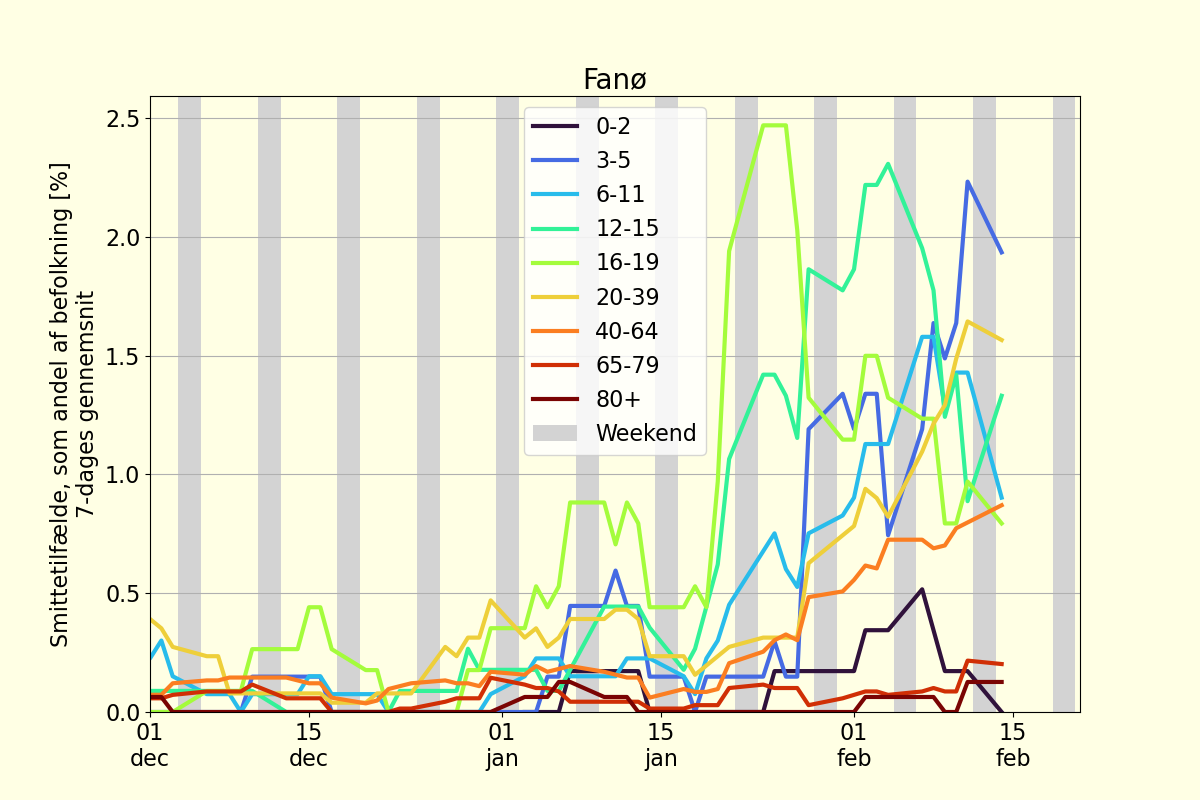 Fanø
Smittetilfælde, som andel af befolkning [%]
7-dages gennemsnit
2.5
2.0
1.5
1.0
0.5
0.0
0-2
3-5
6-11
12-15
16-19
20-39
40-64
65-79
80+
Weekend
01 15 01 15 01 15
dec dec jan jan feb feb